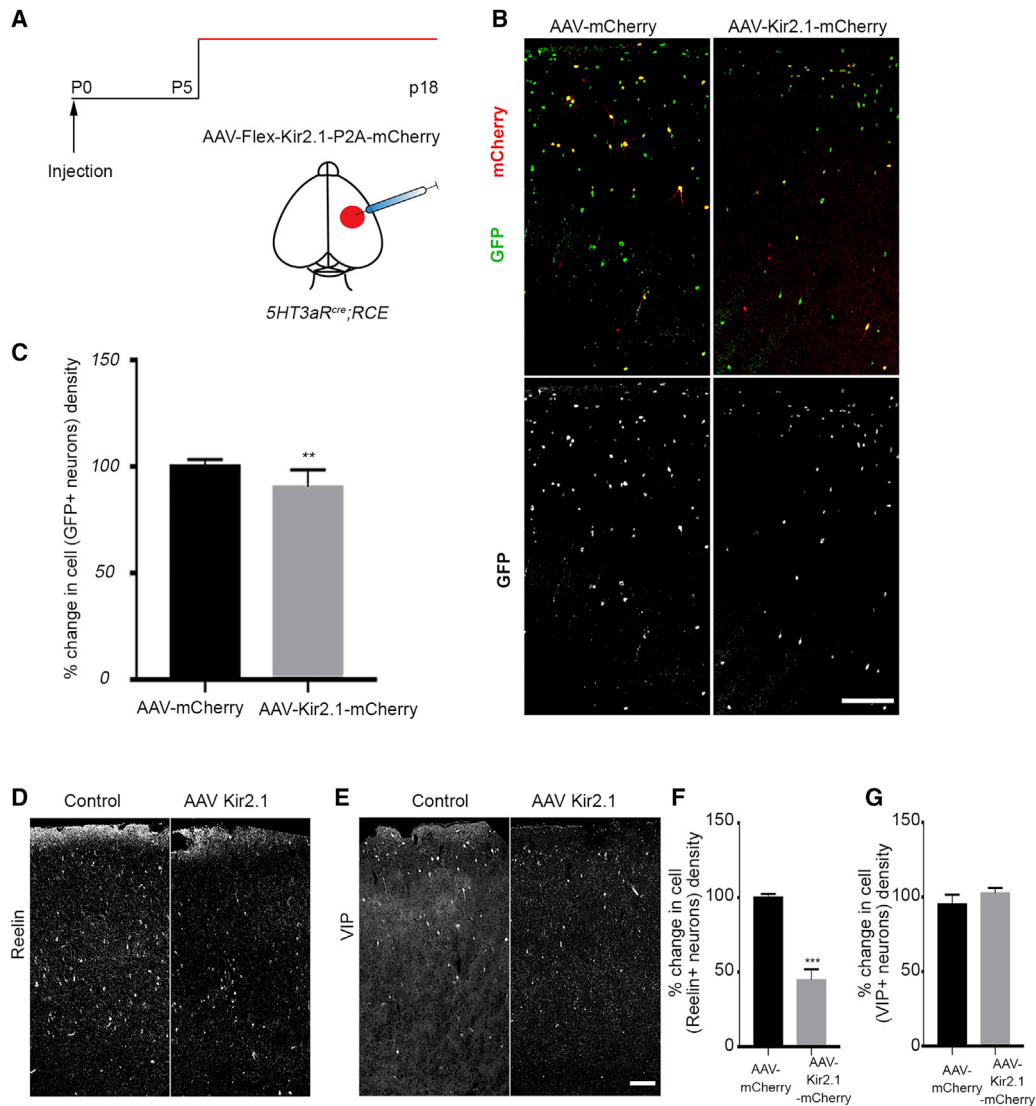 A
P0
P5
p18
Injection
AAV-Flex-Kir2.1-P2A-mCherry
5HT3aRcre;RCE
B
AAV-mCherry
AAV-Kir2.1-mCherry
GFP
mCherry
GFP
C
% change in cell (GFP+ neurons) density
150
100
50
0
**
AAV-mCherry
AAV-Kir2.1-mCherry
D
Control
AAV Kir2.1
Reelin
E
Control
AAV Kir2.1
VIP
F
% change in cell
(Reelin+ neurons) density
150
100
50
0
***
AAV-
mCherry
AAV-
Kir2.1
-mCherry
G
% change in cell
(VIP+ neurons) density
150
100
50
0
AAV-
mCherry
AAV-
Kir2.1
-mCherry